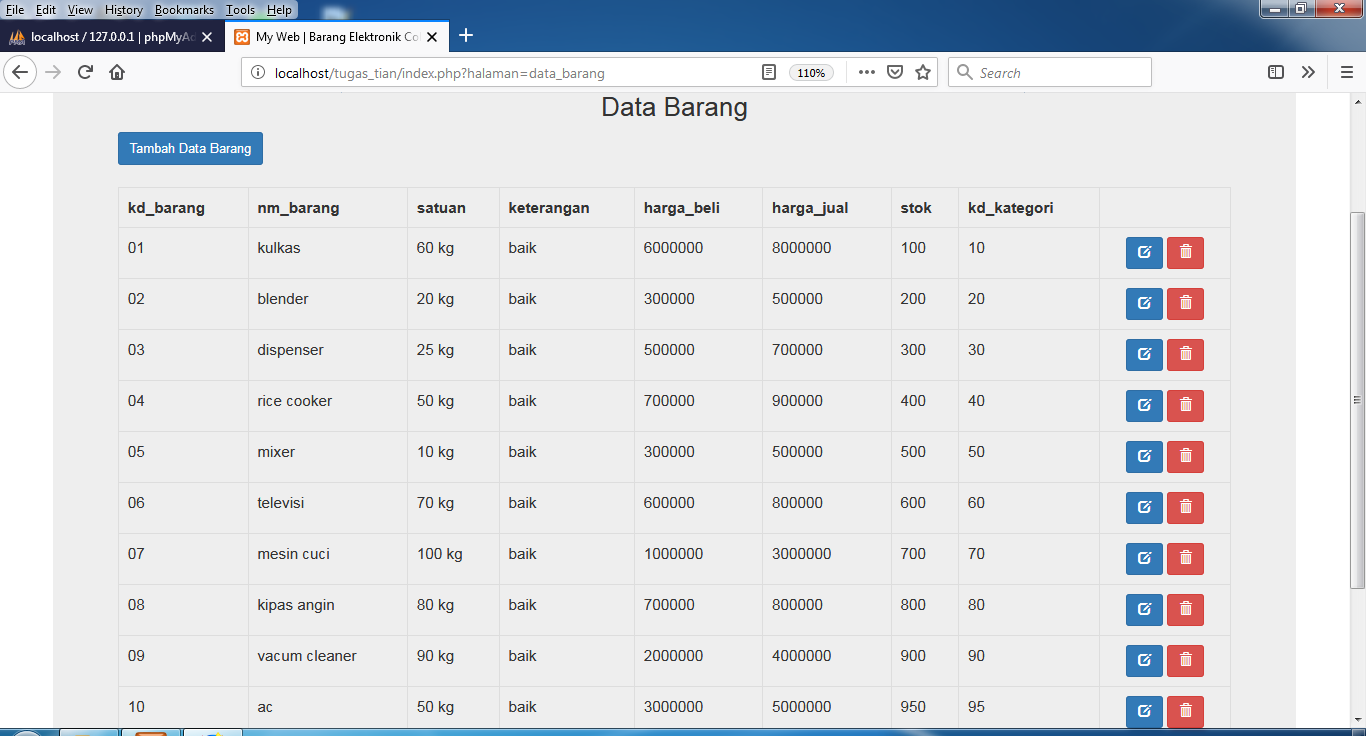 File Edit View History Bookmarks Tools Help
localhost / 127.0.0.1 | phpMyAd
My Web | Barang Elektronik Co
localhost/tugas_tian/index.php?halaman=data_barang
110%
Search
Data Barang
Tambah Data Barang
kd_barang nm_barang satuan keterangan harga_beli harga_jual stok kd_kategori
01 kulkas 60 kg baik 6000000 8000000 100 10
02 blender 20 kg baik 300000 500000 200 20
03 dispenser 25 kg baik 500000 700000 300 30
04 rice cooker 50 kg baik 700000 900000 400 40
05 mixer 10 kg baik 300000 500000 500 50
06 televisi 70 kg baik 600000 800000 600 60
07 mesin cuci 100 kg baik 1000000 3000000 700 70
08 kipas angin 80 kg baik 700000 800000 800 80
09 vacum cleaner 90 kg baik 2000000 4000000 900 90
10 ac 50 kg baik 3000000 5000000 950 95